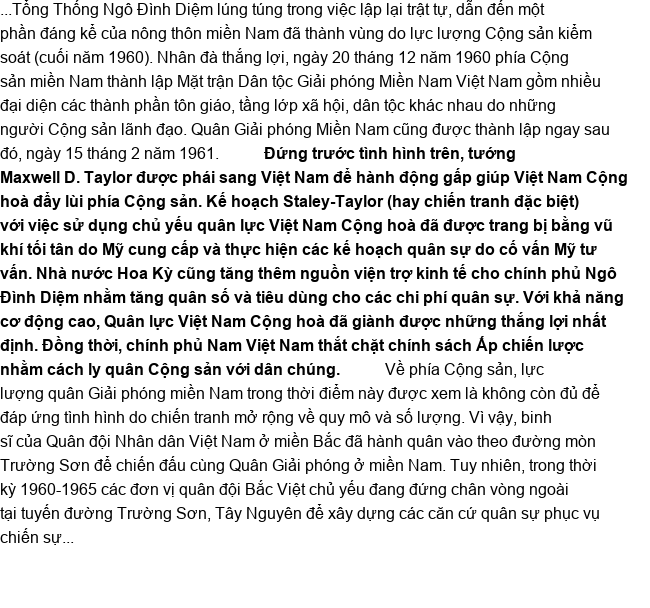 ...Tổng Thống Ngô Đình Diệm lúng túng trong việc lập lại trật tự, dẫn đến một
phần đáng kể của nông thôn miền Nam đã thành vùng do lực lượng Cộng sản kiểm
soát (cuối năm 1960). Nhân đà thắng lợi, ngày 20 tháng 12 năm 1960 phía Cộng
sản miền Nam thành lập Mặt trận Dân tộc Giải phóng Miền Nam Việt Nam gồm nhiều
đại diện các thành phần tôn giáo, tầng lớp xã hội, dân tộc khác nhau do những
người Cộng sản lãnh đạo. Quân Giải phóng Miền Nam cũng được thành lập ngay sau
đó, ngày 15 tháng 2 năm 1961. Đứng trước tình hình trên, tướng
Maxwell D. Taylor được phái sang Việt Nam để hành động gấp giúp Việt Nam Cộng
hoà đẩy lùi phía Cộng sản. Kế hoạch Staley-Taylor (hay chiến tranh đặc biệt)
với việc sử dụng chủ yếu quân lực Việt Nam Cộng hoà đã được trang bị bằng vũ
khí tối tân do Mỹ cung cấp và thực hiện các kế hoạch quân sự do cố vấn Mỹ tư
vấn. Nhà nước Hoa Kỳ cũng tăng thêm nguồn viện trợ kinh tế cho chính phủ Ngô
Đình Diệm nhằm tăng quân số và tiêu dùng cho các chi phí quân sự. Với khả năng
cơ động cao, Quân lực Việt Nam Cộng hoà đã giành được những thắng lợi nhất
định. Đồng thời, chính phủ Nam Việt Nam thắt chặt chính sách Ấp chiến lược
nhằm cách ly quân Cộng sản với dân chúng. Về phía Cộng sản, lực
lượng quân Giải phóng miền Nam trong thời điểm này được xem là không còn đủ để
đáp ứng tình hình do chiến tranh mở rộng về quy mô và số lượng. Vì vậy, binh
sĩ của Quân đội Nhân dân Việt Nam ở miền Bắc đã hành quân vào theo đường mòn
Trường Sơn để chiến đấu cùng Quân Giải phóng ở miền Nam. Tuy nhiên, trong thời
kỳ 1960-1965 các đơn vị quân đội Bắc Việt chủ yếu đang đứng chân vòng ngoài
tại tuyến đường Trường Sơn, Tây Nguyên để xây dựng các căn cứ quân sự phục vụ
chiến sự...